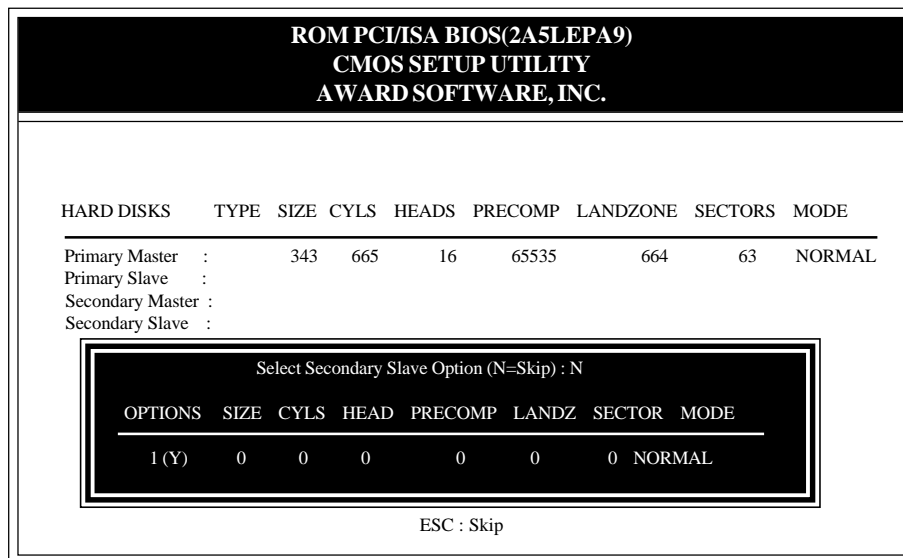 ROM PCI/ISA BIOS(2A5LEPA9)
CMOS SETUP UTILITY
AWARD SOFTWARE, INC.
HARD DISKS TYPE SIZE CYLS HEADS PRECOMP LANDZONE SECTORS MODE
Primary Master : 343 665 16 65535 664 63 NORMAL
Primary Slave :
Secondary Master :
Secondary Slave :
Select Secondary Slave Option (N=Skip) : N
OPTIONS SIZE CYLS HEAD PRECOMP LANDZ SECTOR MODE
1 (Y) 0 0 0 0 0 0 NORMAL
ESC : Skip